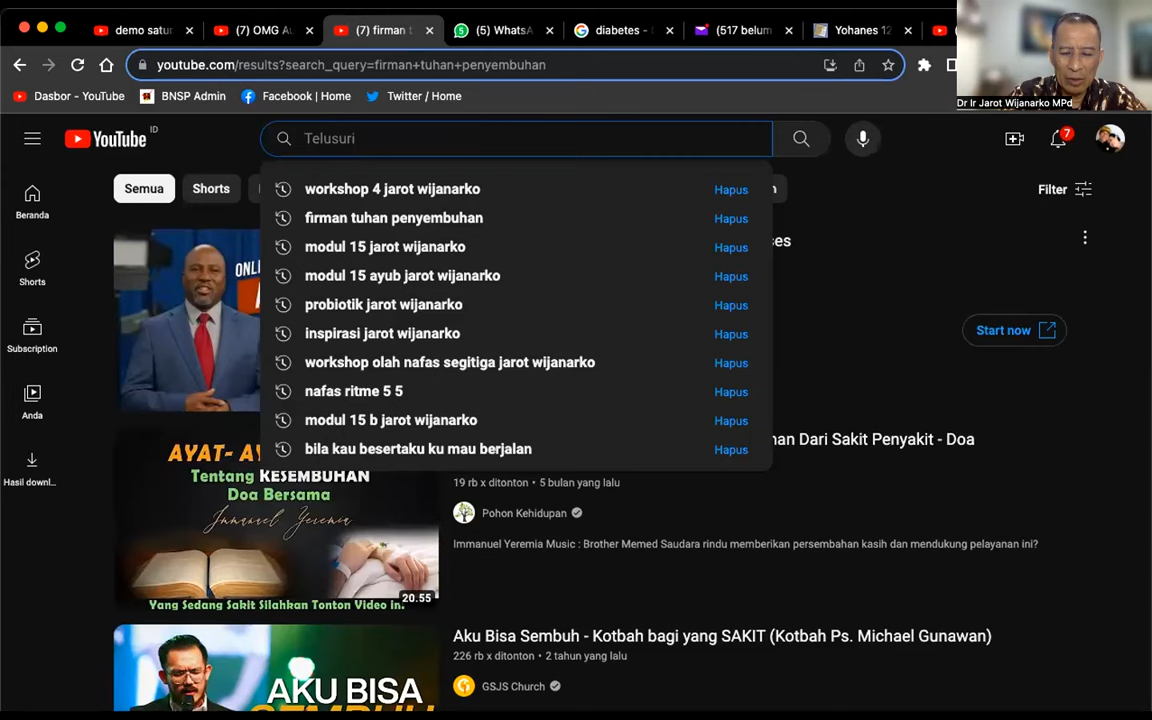 demo satur
(7) OMG Au
(7) firman t
(5) WhatsA
diabetes -
(517 belum
Yohanes 12
Dr Ir Jarot Wijanarko MPd
youtube.com/results?search_query=firman+tuhan+penyembuhan
Dasbor - YouTube
BNSP Admin
Facebook | Home
Twitter / Home
YouTube ID
Telusuri
7
Semua
Shorts
Filter
workshop 4 jarot wijanarko Hapus
firman tuhan penyembuhan Hapus
modul 15 jarot wijanarko Hapus
modul 15 ayub jarot wijanarko Hapus
probiotik jarot wijanarko Hapus
inspirasi jarot wijanarko Hapus
workshop olah nafas segitiga jarot wijanarko Hapus
nafas ritme 5 5 Hapus
modul 15 b jarot wijanarko Hapus
bila kau besertaku ku mau berjalan Hapus
Beranda
Shorts
Subscription
Anda
Hasil downl...
ONL
ses
Start now
AYAT- AY
Tentang KESEMBUHAN
Doa Bersama
Immanuel Yeremia
20.55
Yang Sedang Sakit Silahkan Tonton Video in.
nan Dari Sakit Penyakit - Doa
19 rb x ditonton • 5 bulan yang lalu
Pohon Kehidupan
Immanuel Yeremia Music : Brother Memed Saudara rindu memberikan persembahan kasih dan mendukung pelayanan ini?
AKU BISA
Aku Bisa Sembuh - Kotbah bagi yang SAKIT (Kotbah Ps. Michael Gunawan)
226 rb x ditonton • 2 tahun yang lalu
GSJS Church